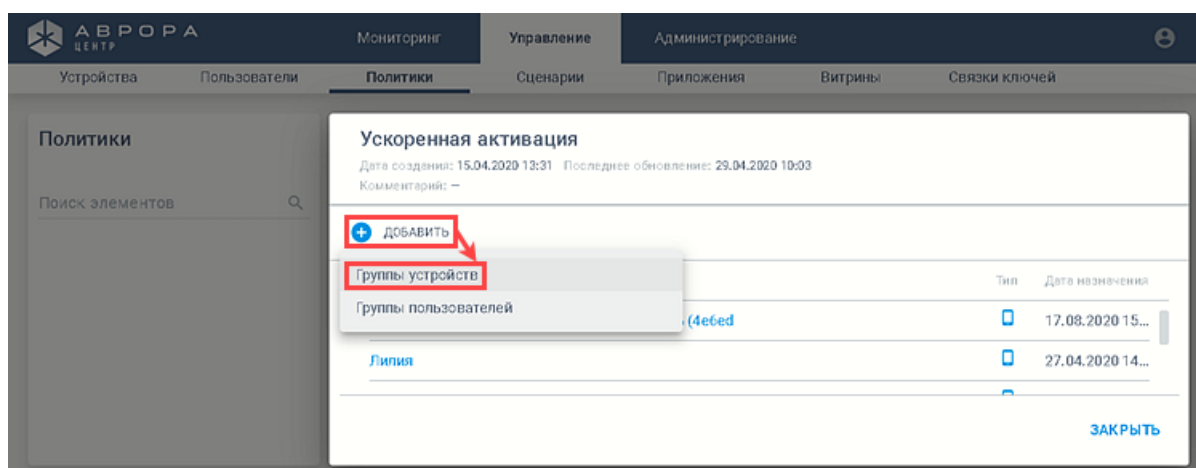 АВРОРА
ЦЕНТР
Мониторинг Управление Администрирование
Устройства Пользователи Политики Сценарии Приложения Витрины Связки ключей
Политики
Поиск элементов
Ускоренная активация
Дата создания: 15.04.2020 13:31 Последнее обновление: 29.04.2020 10:03
Комментарий: —
ДОБАВИТЬ
Группы устройств
Группы пользователей
Тип Дата назначения
(4e6ed 17.08.2020 15...
Лилия 27.04.2020 14...
ЗАКРЫТЬ